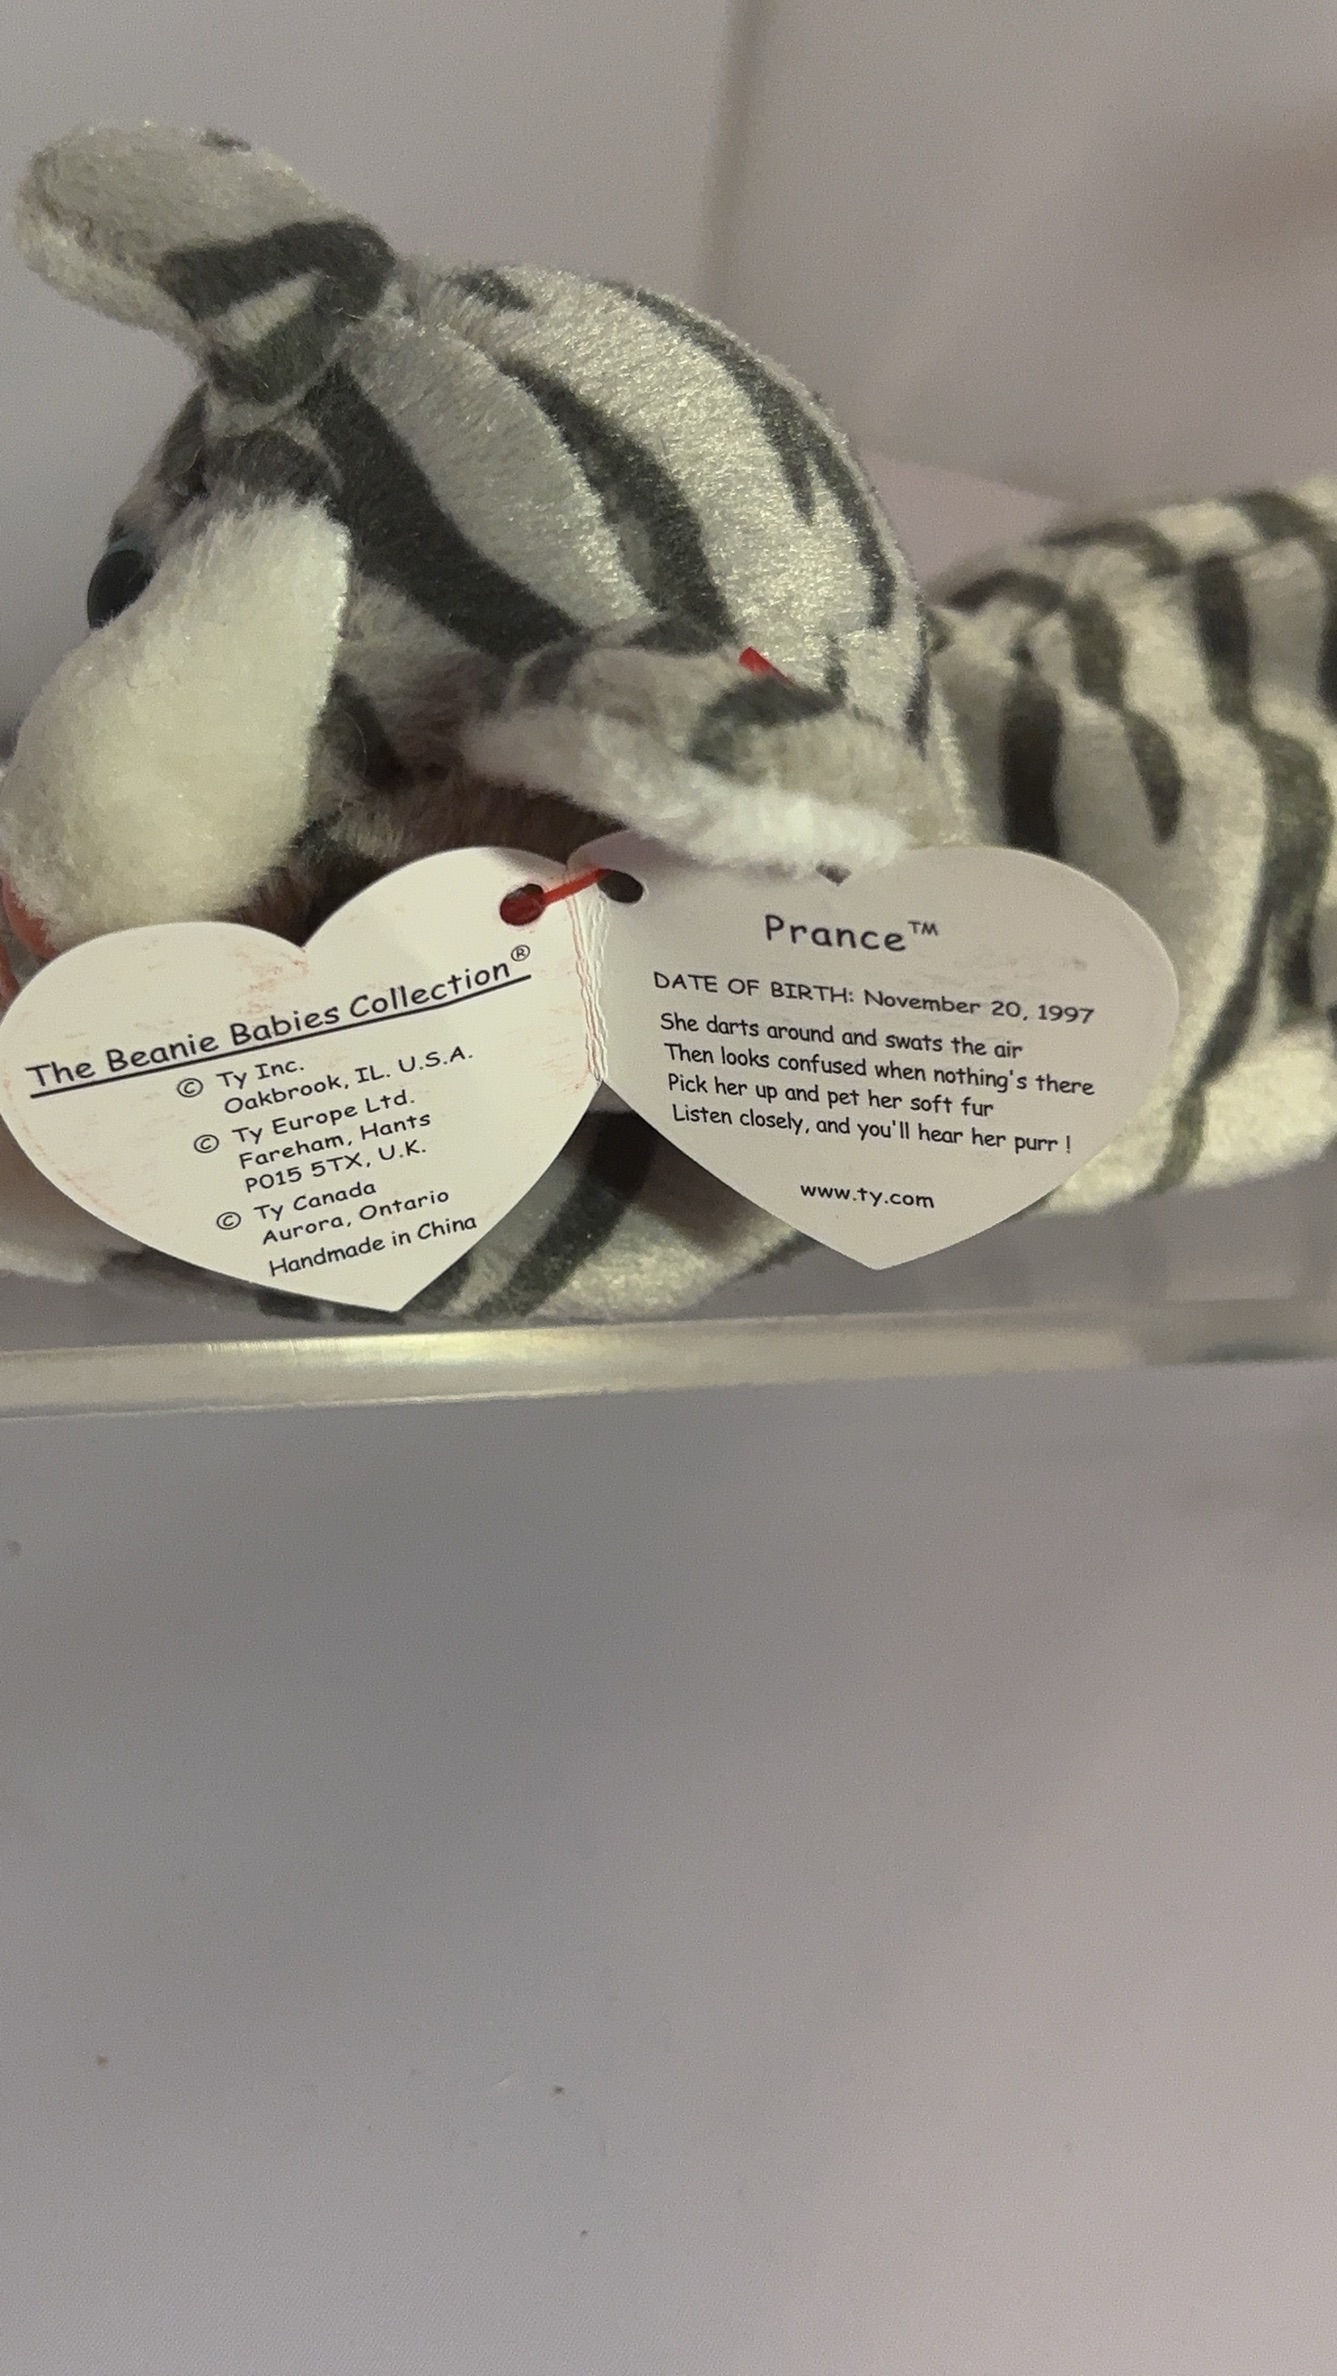 The Beanie Babies Collection®
© Ty Inc.
Oakbrook, IL. U.S.A.
© Ty Europe Ltd.
Fareham, Hants
PO15 5TX, U.K.
© Ty Canada
Aurora, Ontario
Handmade in China
Prance™
DATE OF BIRTH: November 20, 1997
She darts around and swats the air
Then looks confused when nothing's there
Pick her up and pet her soft fur
Listen closely, and you'll hear her purr !
www.ty.com